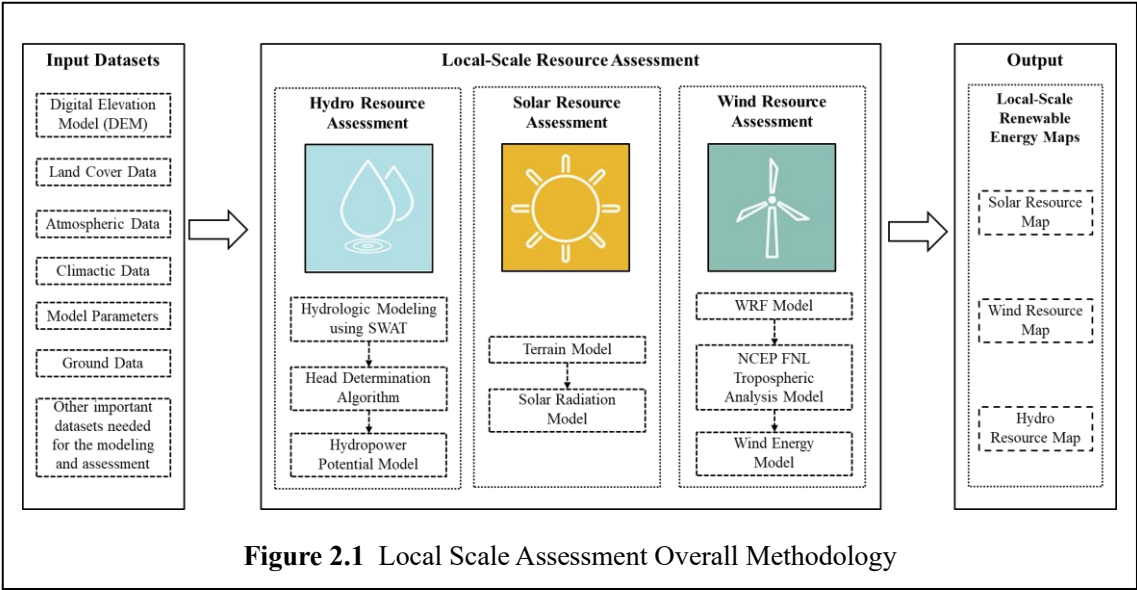 Input Datasets
Digital Elevation
Model (DEM)
Land Cover Data
Atmospheric Data
Climactic Data
Model Parameters
Ground Data
Other important
datasets needed
for the modeling
and assessment
Local-Scale Resource Assessment
Hydro Resource
Assessment
Hydrologic Modeling
using SWAT
Head Determination
Algorithm
Hydropower
Potential Model
Solar Resource
Assessment
Terrain Model
Solar Radiation
Model
Wind Resource
Assessment
WRF Model
NCEP FNL
Tropospheric
Analysis Model
Wind Energy
Model
Output
Local-Scale
Renewable
Energy Maps
Solar Resource
Map
Wind Resource
Map
Hydro
Resource Map
Figure 2.1 Local Scale Assessment Overall Methodology